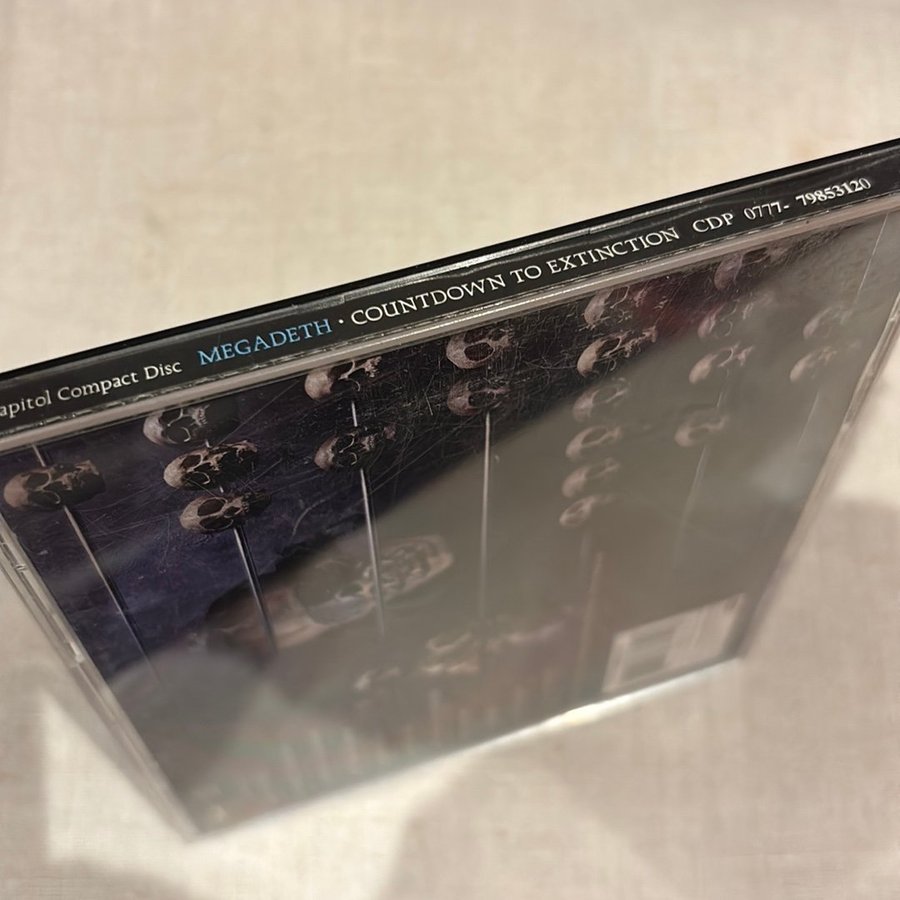 apitol Compact Disc MEGADETH · COUNTDOWN TO EXTINCTION CDP 0777- 79853120